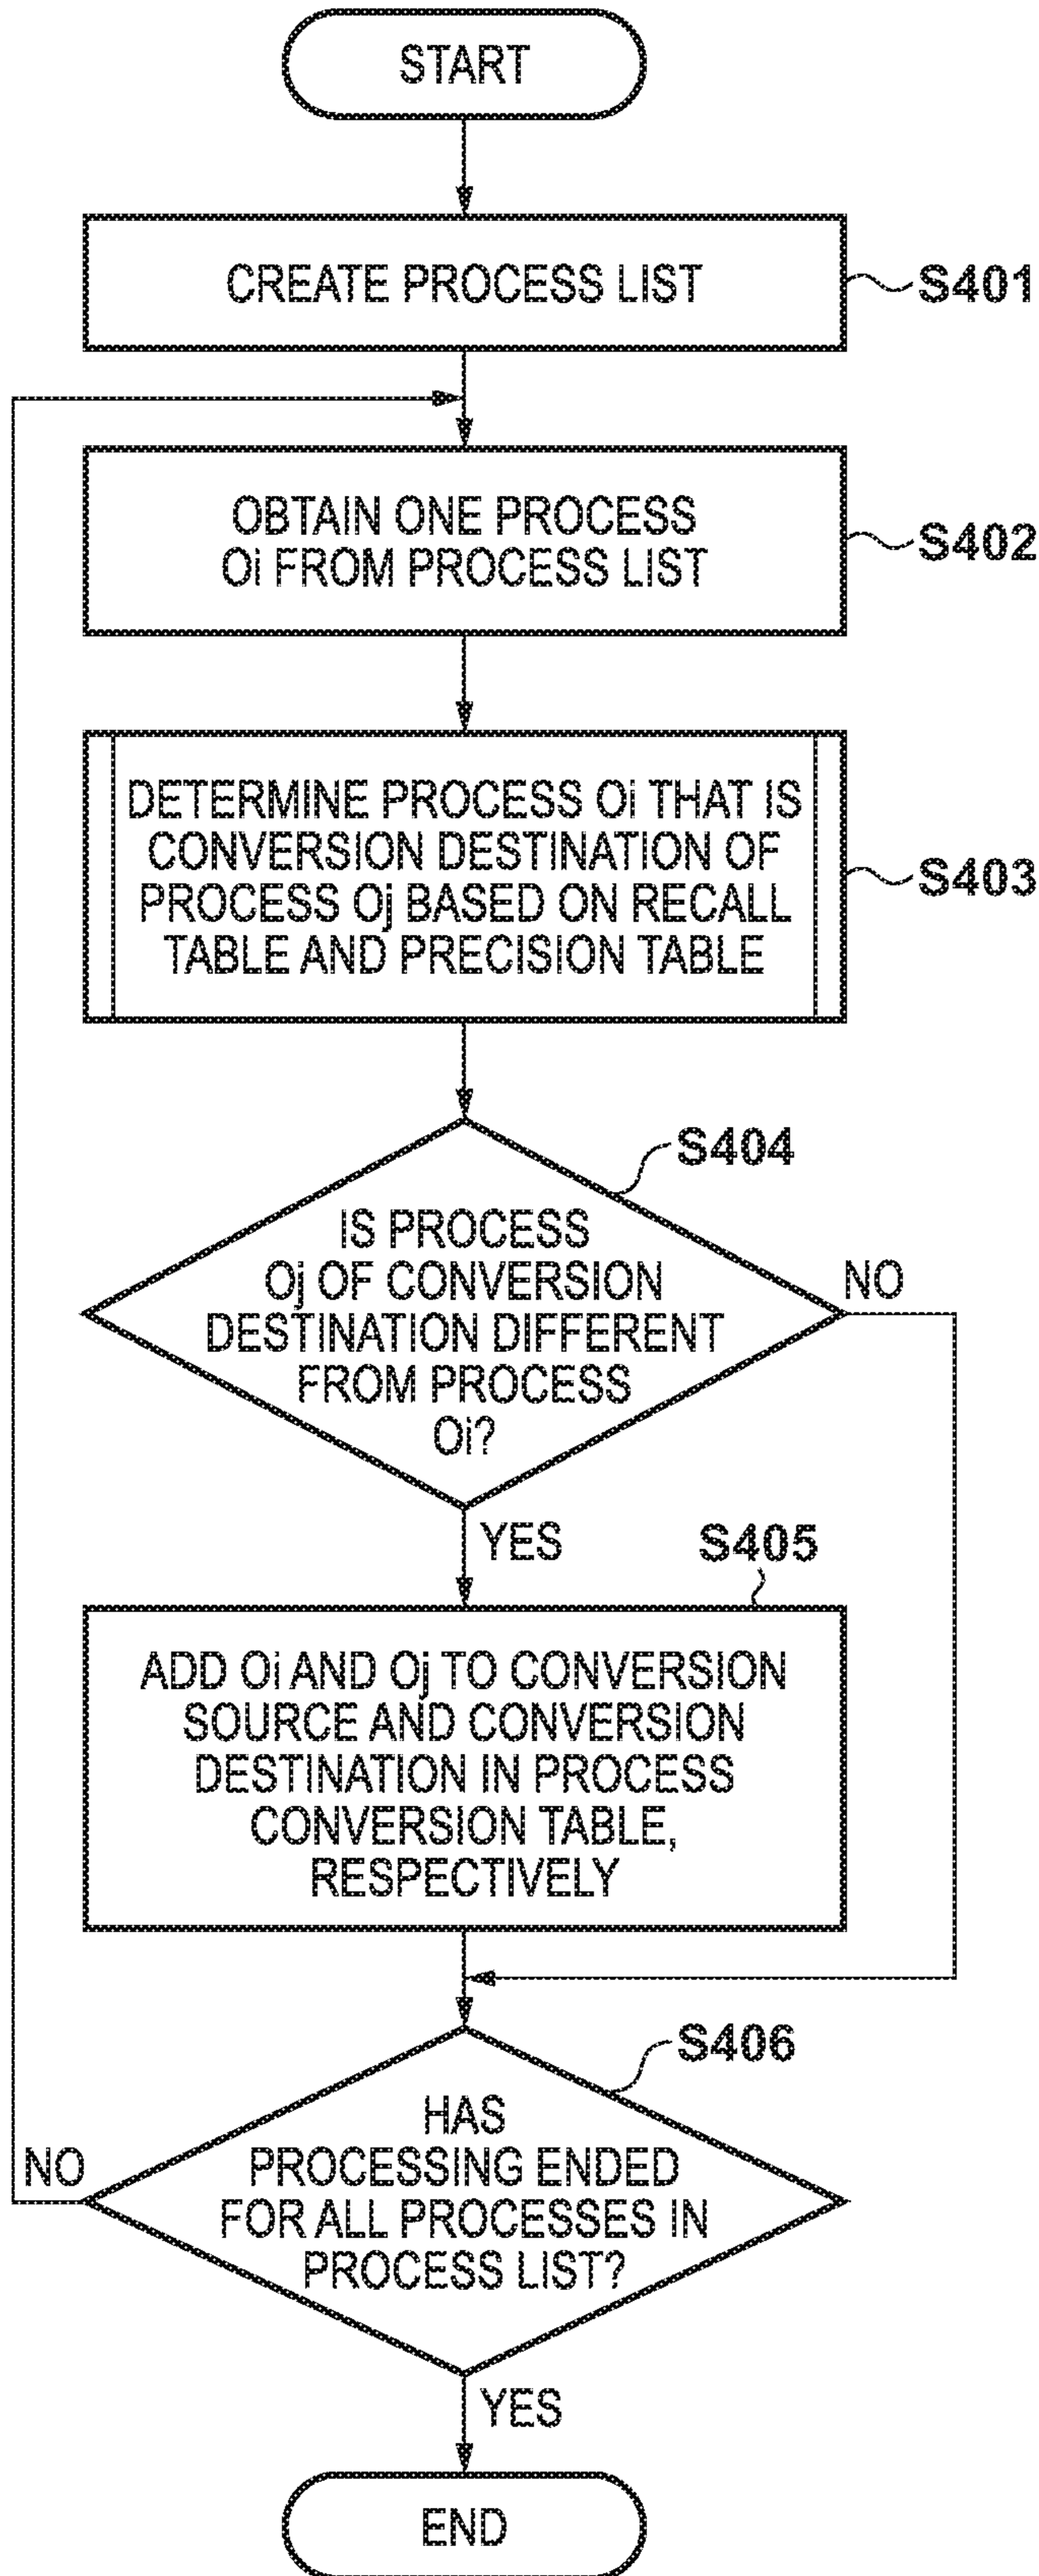 START
CREATE PROCESS LIST
S401
OBTAIN ONE PROCESS
Oi FROM PROCESS LIST
S402
DETERMINE PROCESS Oi THAT IS
CONVERSION DESTINATION OF
PROCESS Oj BASED ON RECALL
TABLE AND PRECISION TABLE
S403
S404
IS PROCESS
Oj OF CONVERSION
DESTINATION DIFFERENT
FROM PROCESS
Oi?
NO
YES
S405
ADD Oi AND Oj TO CONVERSION
SOURCE AND CONVERSION
DESTINATION IN PROCESS
CONVERSION TABLE,
RESPECTIVELY
S406
HAS
PROCESSING ENDED
FOR ALL PROCESSES IN
PROCESS LIST?
NO
YES
END